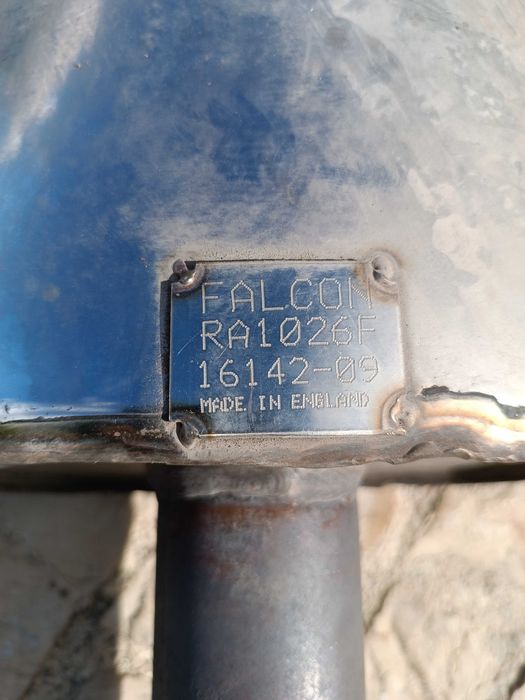 FALCON
RA1026F
16142-09
MADE IN ENGLAND